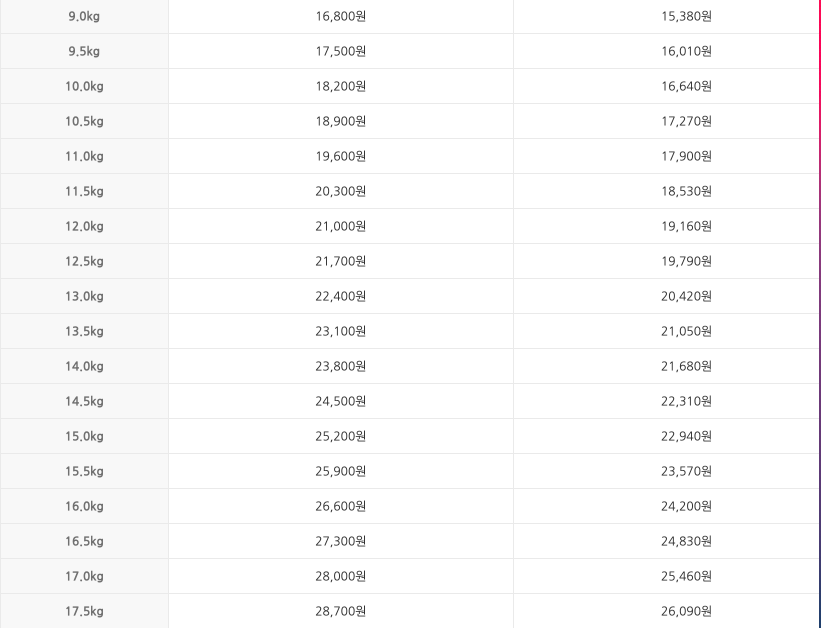 9.0kg 16,800원 15,380원
9.5kg 17,500원 16,010원
10.0kg 18,200원 16,640원
10.5kg 18,900원 17,270원
11.0kg 19,600원 17,900원
11.5kg 20,300원 18,530원
12.0kg 21,000원 19,160원
12.5kg 21,700원 19,790원
13.0kg 22,400원 20,420원
13.5kg 23,100원 21,050원
14.0kg 23,800원 21,680원
14.5kg 24,500원 22,310원
15.0kg 25,200원 22,940원
15.5kg 25,900원 23,570원
16.0kg 26,600원 24,200원
16.5kg 27,300원 24,830원
17.0kg 28,000원 25,460원
17.5kg 28,700원 26,090원